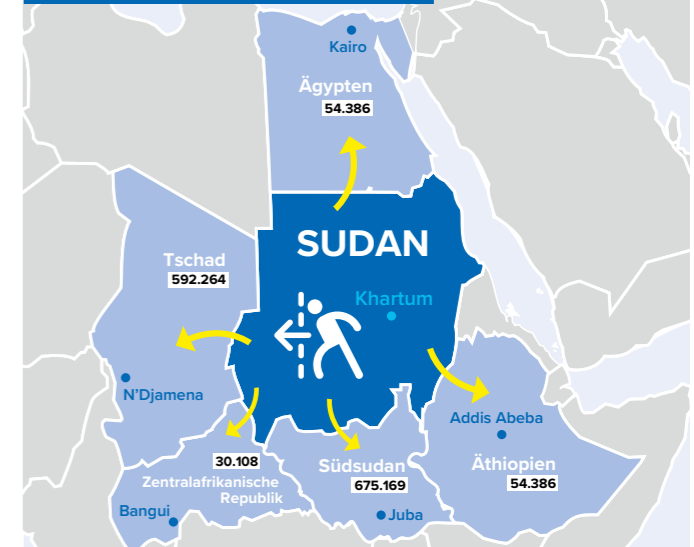 Kairo
Ägypten
54.386
SUDAN
Tschad
592.264
Khartum
N'Djamena
Addis Abeba
30.108
Zentralafrikanische
Republik
Südsudan
675.169
Äthiopien
54.386
Bangui
Juba